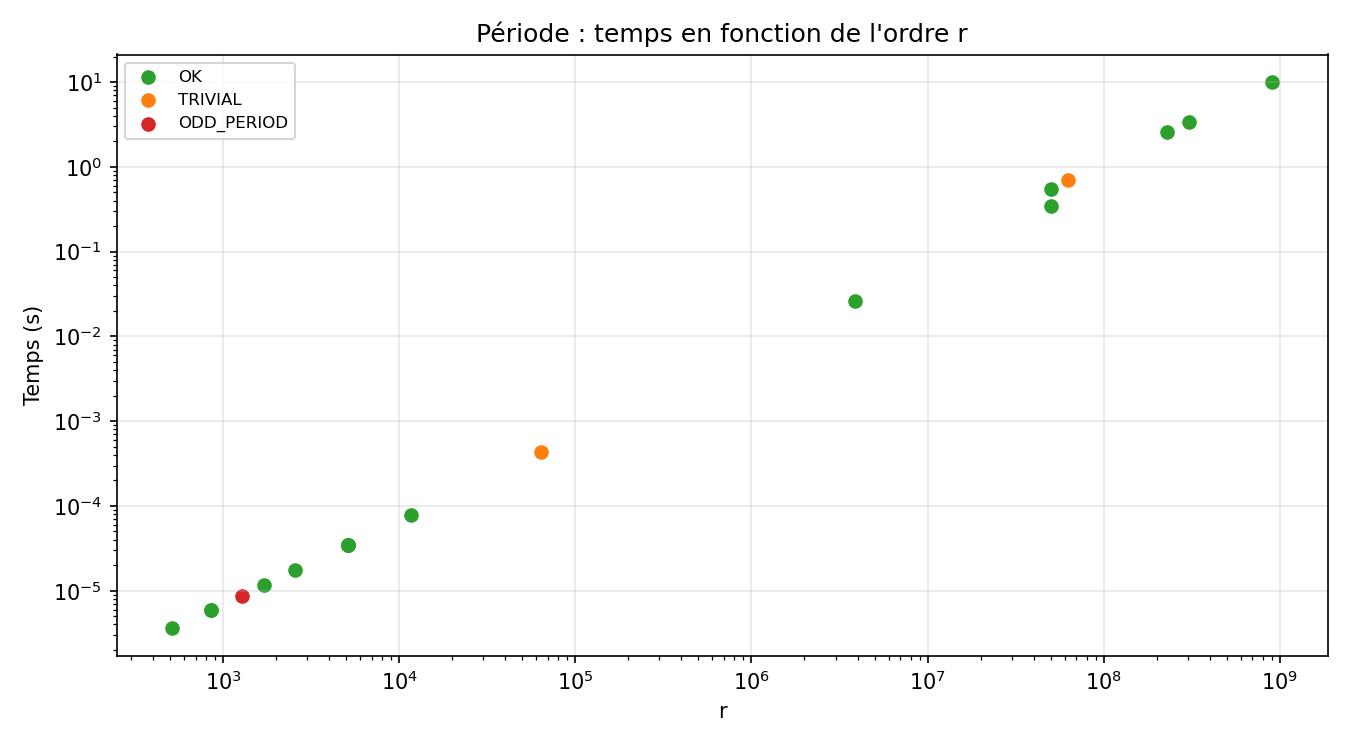 Période : temps en fonction de l'ordre r
OK
TRIVIAL
ODD_PERIOD
Temps (s)
10¹
10⁰
10⁻¹
10⁻²
10⁻³
10⁻⁴
10⁻⁵
10³ 10⁴ 10⁵ 10⁶ 10⁷ 10⁸ 10⁹
r